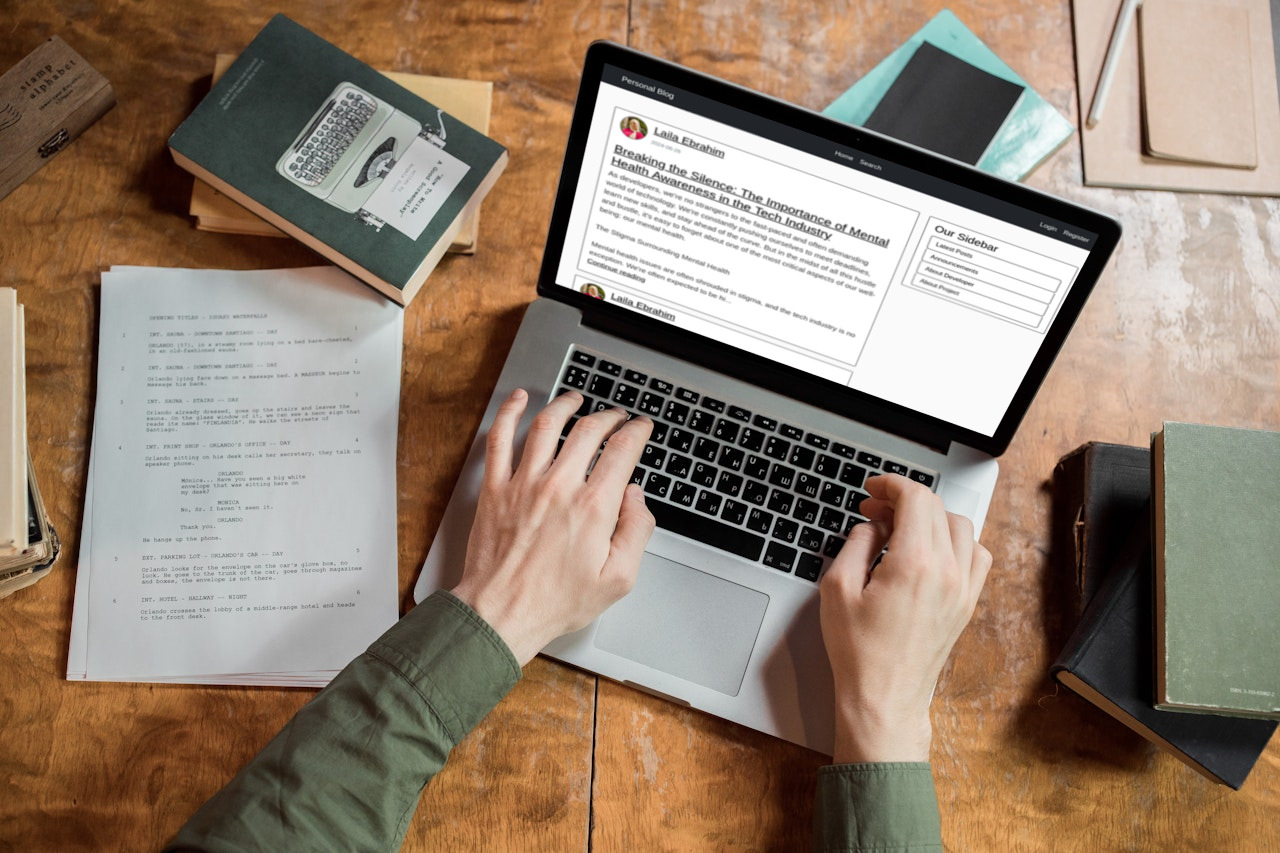 stamp
alphabet
"How To Write
A Good Screenplay"
OPENING TITLES - IGUAZU WATERFALLS
1 INT. SAUNA - DOWNTOWN SANTIAGO -- DAY 1
ORLANDO (57), in a steamy room lying on a bed bare-chested,
in an old-fashioned sauna.
2 INT. SAUNA - DOWNTOWN SANTIAGO -- DAY 2
Orlando lying face down on a massage bed. A MASSEUR begins to
massage his back.
3 INT. SAUNA - STAIRS -- DAY 3
Orlando already dressed, goes up the stairs and leaves the
sauna. On the glass window of it, we can see a neon sign that
reads its name: "FINLANDIA". He walks the streets of
Santiago.
4 INT. PRINT SHOP - ORLANDO'S OFFICE -- DAY 4
Orlando sitting on his desk calls her secretary, they talk on
speaker phone.
ORLANDO
Mónica... Have you seen a big white
envelope that was sitting here on
my desk?
MONICA
No, Sr. I haven't seen it.
ORLANDO
Thank you.
He hangs up the phone.
5 EXT. PARKING LOT - ORLANDO'S CAR -- DAY 5
Orlando looks for the envelope on the car's glove box, no
luck. He goes to the trunk of the car, goes through magazines
and boxes, the envelope is not there.
6 INT. HOTEL - HALLWAY -- NIGHT 6
Orlando crosses the lobby of a middle-range hotel and heads
to the front desk.
Personal Blog
Home Search
Login Register
Laila Ebrahim
Breaking the Silence: The Importance of Mental
Health Awareness in the Tech Industry
As developers, we're no strangers to the fast-paced and often demanding
world of technology. We're constantly pushing ourselves to meet deadlines,
learn new skills, and stay ahead of the curve. But in the midst of all this hustle
and bustle, it's easy to forget about one of the most critical aspects of our well-
being: our mental health.
The Stigma Surrounding Mental Health
Mental health issues are often shrouded in stigma, and the tech industry is no
exception. We're often expected to be
Continue reading
Laila Ebrahim
Our Sidebar
Latest Posts
Announcements
About Developer
About Project